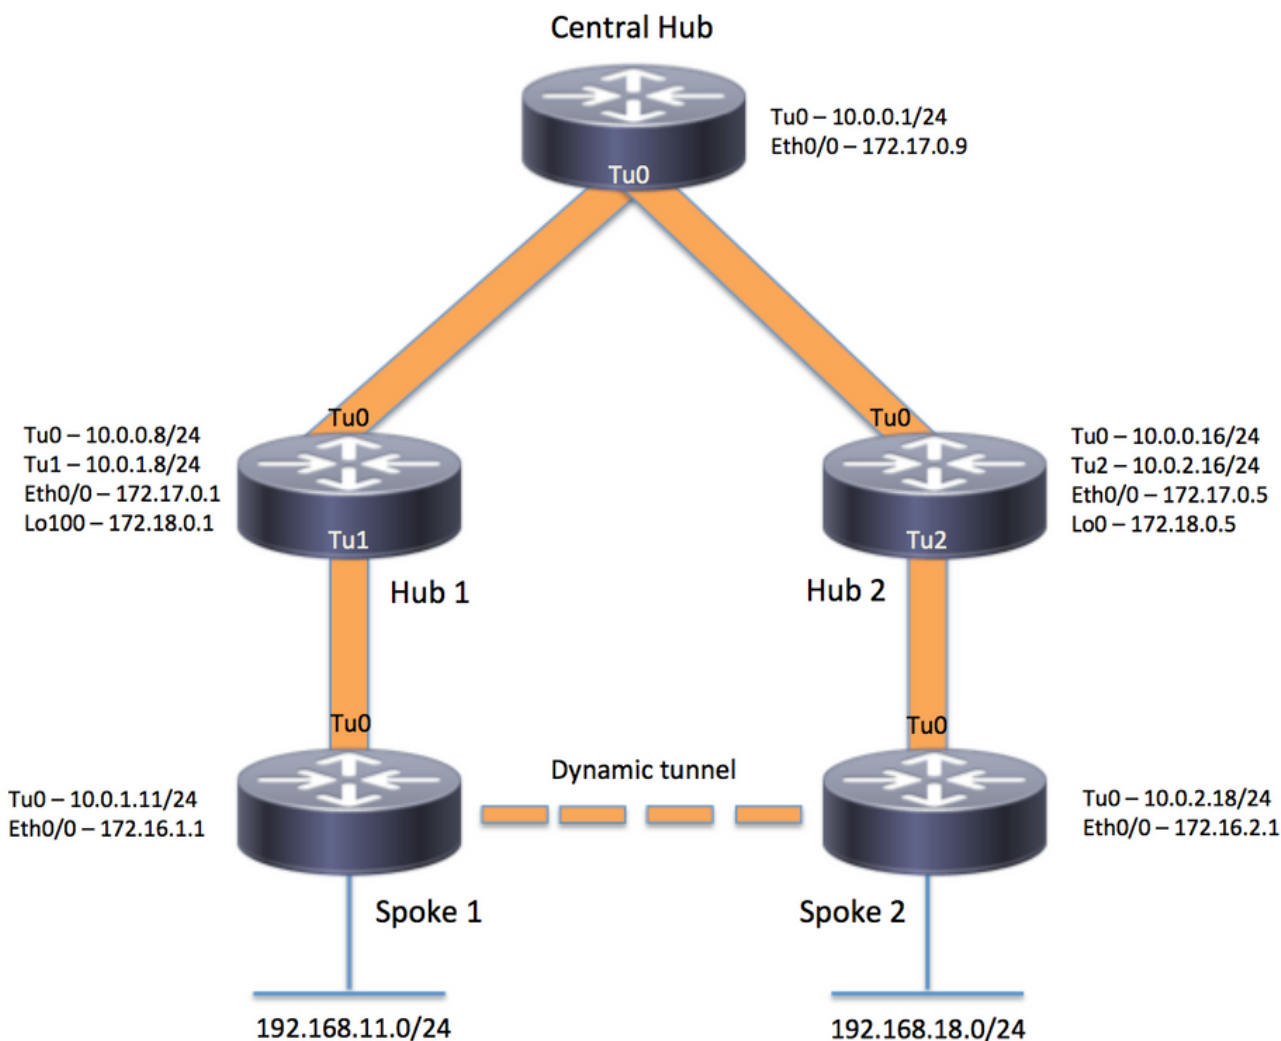 Central Hub
Tu0 – 10.0.0.1/24
Eth0/0 – 172.17.0.9
Tu0
Tu0
Tu0
Tu0 – 10.0.0.8/24
Tu1 – 10.0.1.8/24
Eth0/0 – 172.17.0.1
Lo100 – 172.18.0.1
Tu0 – 10.0.0.16/24
Tu2 – 10.0.2.16/24
Eth0/0 – 172.17.0.5
Lo0 – 172.18.0.5
Tu1
Tu2
Hub 1
Hub 2
Tu0
Tu0
Dynamic tunnel
Tu0 – 10.0.1.11/24
Eth0/0 – 172.16.1.1
Tu0 – 10.0.2.18/24
Eth0/0 – 172.16.2.1
Spoke 1
Spoke 2
192.168.11.0/24
192.168.18.0/24